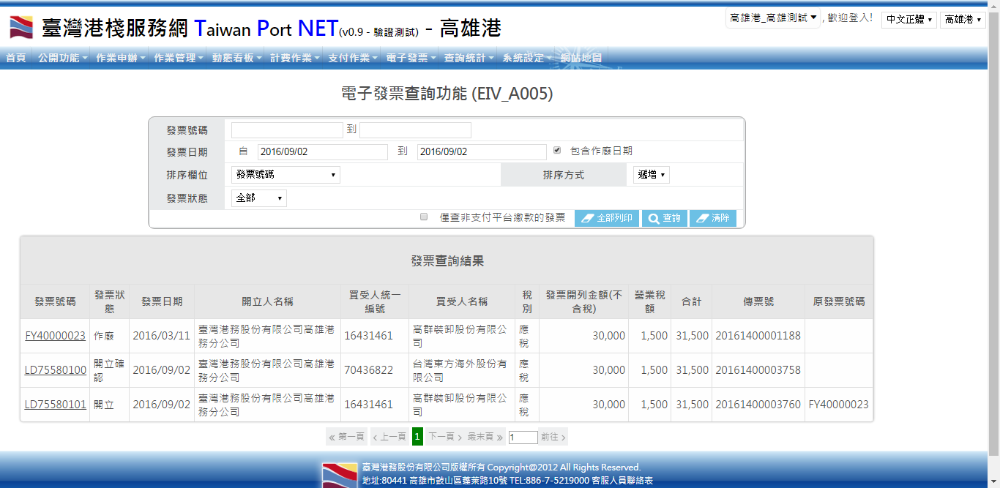 臺灣港棧服務網 Taiwan Port NET(v0.9 - 驗證測試) - 高雄港
高雄港_高雄測試 , 歡迎登入! 中文正體 高雄港
首頁 公開功能 作業申辦 作業管理 動態看板 計費作業 支付作業 電子發票 查詢統計 系統設定 網站地圖
電子發票查詢功能 (EIV_A005)
發票號碼 到
發票日期 自 2016/09/02 到 2016/09/02 包含作廢日期
排序欄位 發票號碼 排序方式 遞增
發票狀態 全部
僅查非支付平台繳款的發票 全部列印 查詢 清除
發票查詢結果
發票號碼 發票狀態 發票日期 開立人名稱 買受人統一編號 買受人名稱 稅別 發票開列金額(不含稅) 營業稅額 合計 傳票號 原發票號碼
FY40000023 作廢 2016/03/11 臺灣港務股份有限公司高雄港務分公司 16431461 高群裝卸股份有限公司 應稅 30,000 1,500 31,500 20161400001188
LD75580100 開立確認 2016/09/02 臺灣港務股份有限公司高雄港務分公司 70436822 台灣東方海外股份有限公司 應稅 30,000 1,500 31,500 20161400003758
LD75580101 開立 2016/09/02 臺灣港務股份有限公司高雄港務分公司 16431461 高群裝卸股份有限公司 應稅 30,000 1,500 31,500 20161400003760 FY40000023
« 第一頁 ‹ 上一頁 1 下一頁 › 最末頁 » 1 前往 ›
臺灣港務股份有限公司版權所有 Copyright@2012 All Rights Reserved.
地址:80441 高雄市鼓山區蓬萊路10號 TEL:886-7-5219000 客服人員聯絡表